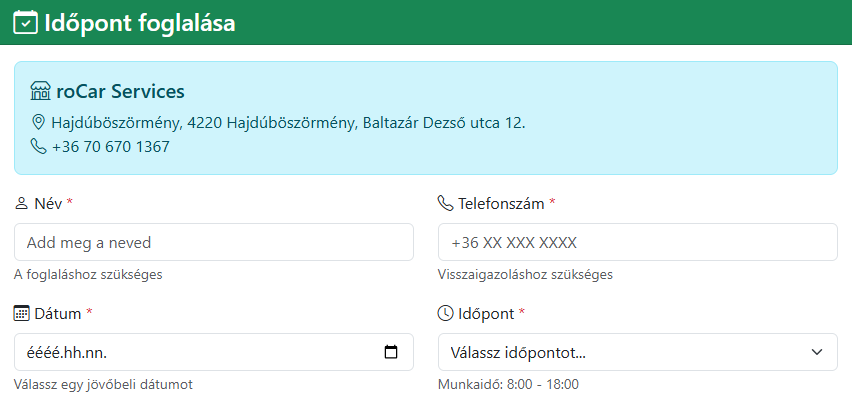 Időpont foglalása
roCar Services
Hajdúböszörmény, 4220 Hajdúböszörmény, Baltazár Dezső utca 12.
+36 70 670 1367
Név *
Telefonszám *
Add meg a neved
+36 XX XXX XXXX
A foglaláshoz szükséges
Visszaigazoláshoz szükséges
Dátum *
Időpont *
éééé.hh.nn.
Válassz időpontot...
Válassz egy jövőbeli dátumot
Munkaidő: 8:00 - 18:00